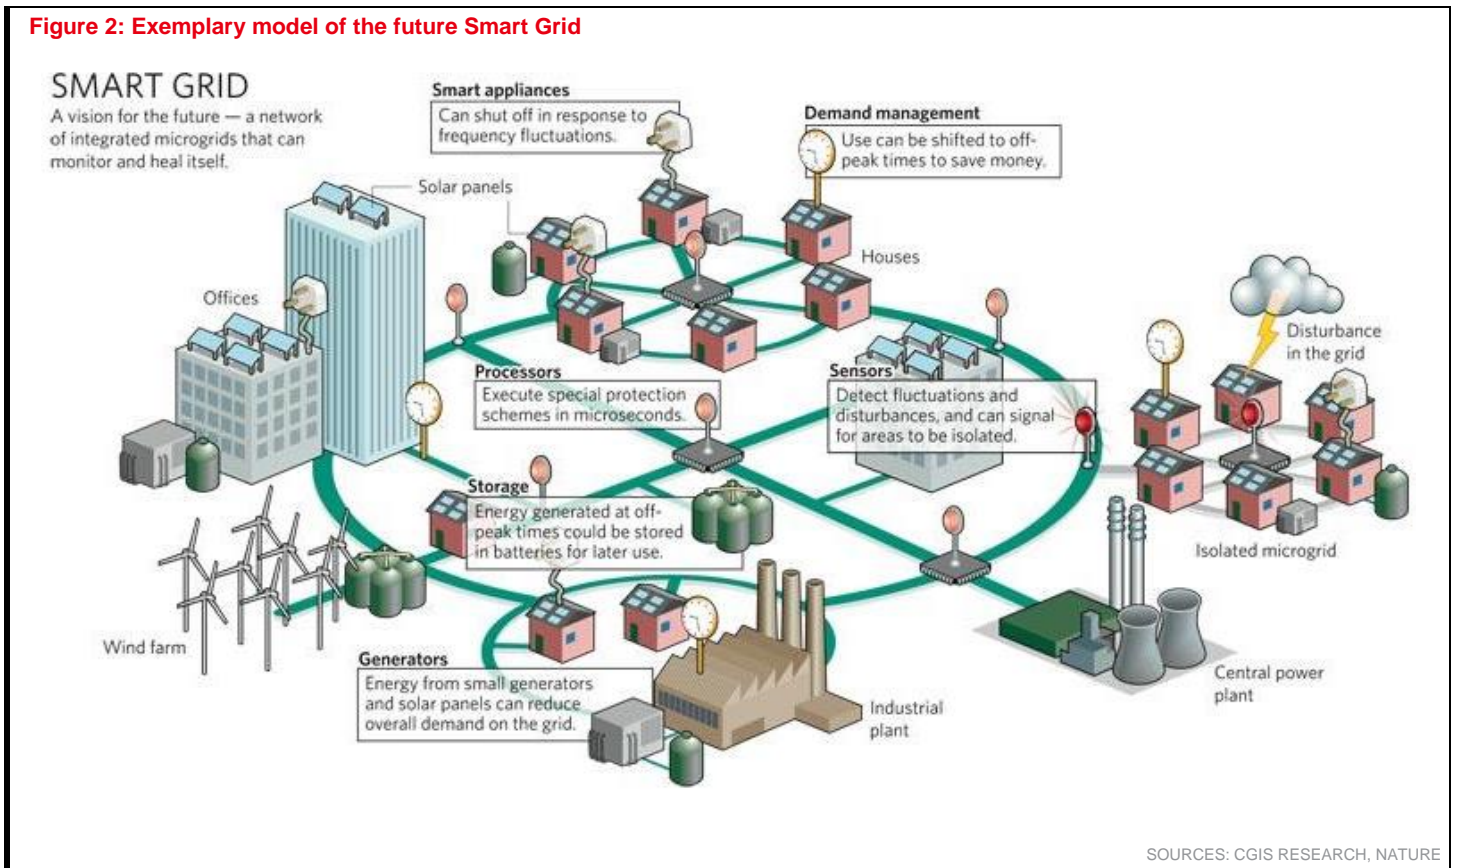 Figure 2: Exemplary model of the future Smart Grid
SMART GRID
A vision for the future — a network
of integrated microgrids that can
monitor and heal itself.
Smart appliances
Can shut off in response to
frequency fluctuations.
Demand management
Use can be shifted to off-
peak times to save money.
Solar panels
Houses
Offices
Disturbance
in the grid
Processors
Execute special protection
schemes in microseconds.
Sensors
Detect fluctuations and
disturbances, and can signal
for areas to be isolated.
Storage
Energy generated at off-
peak times could be stored
in batteries for later use.
Isolated microgrid
Wind farm
Generators
Energy from small generators
and solar panels can reduce
overall demand on the grid.
Central power
plant
Industrial
plant
SOURCES: CGIS RESEARCH, NATURE